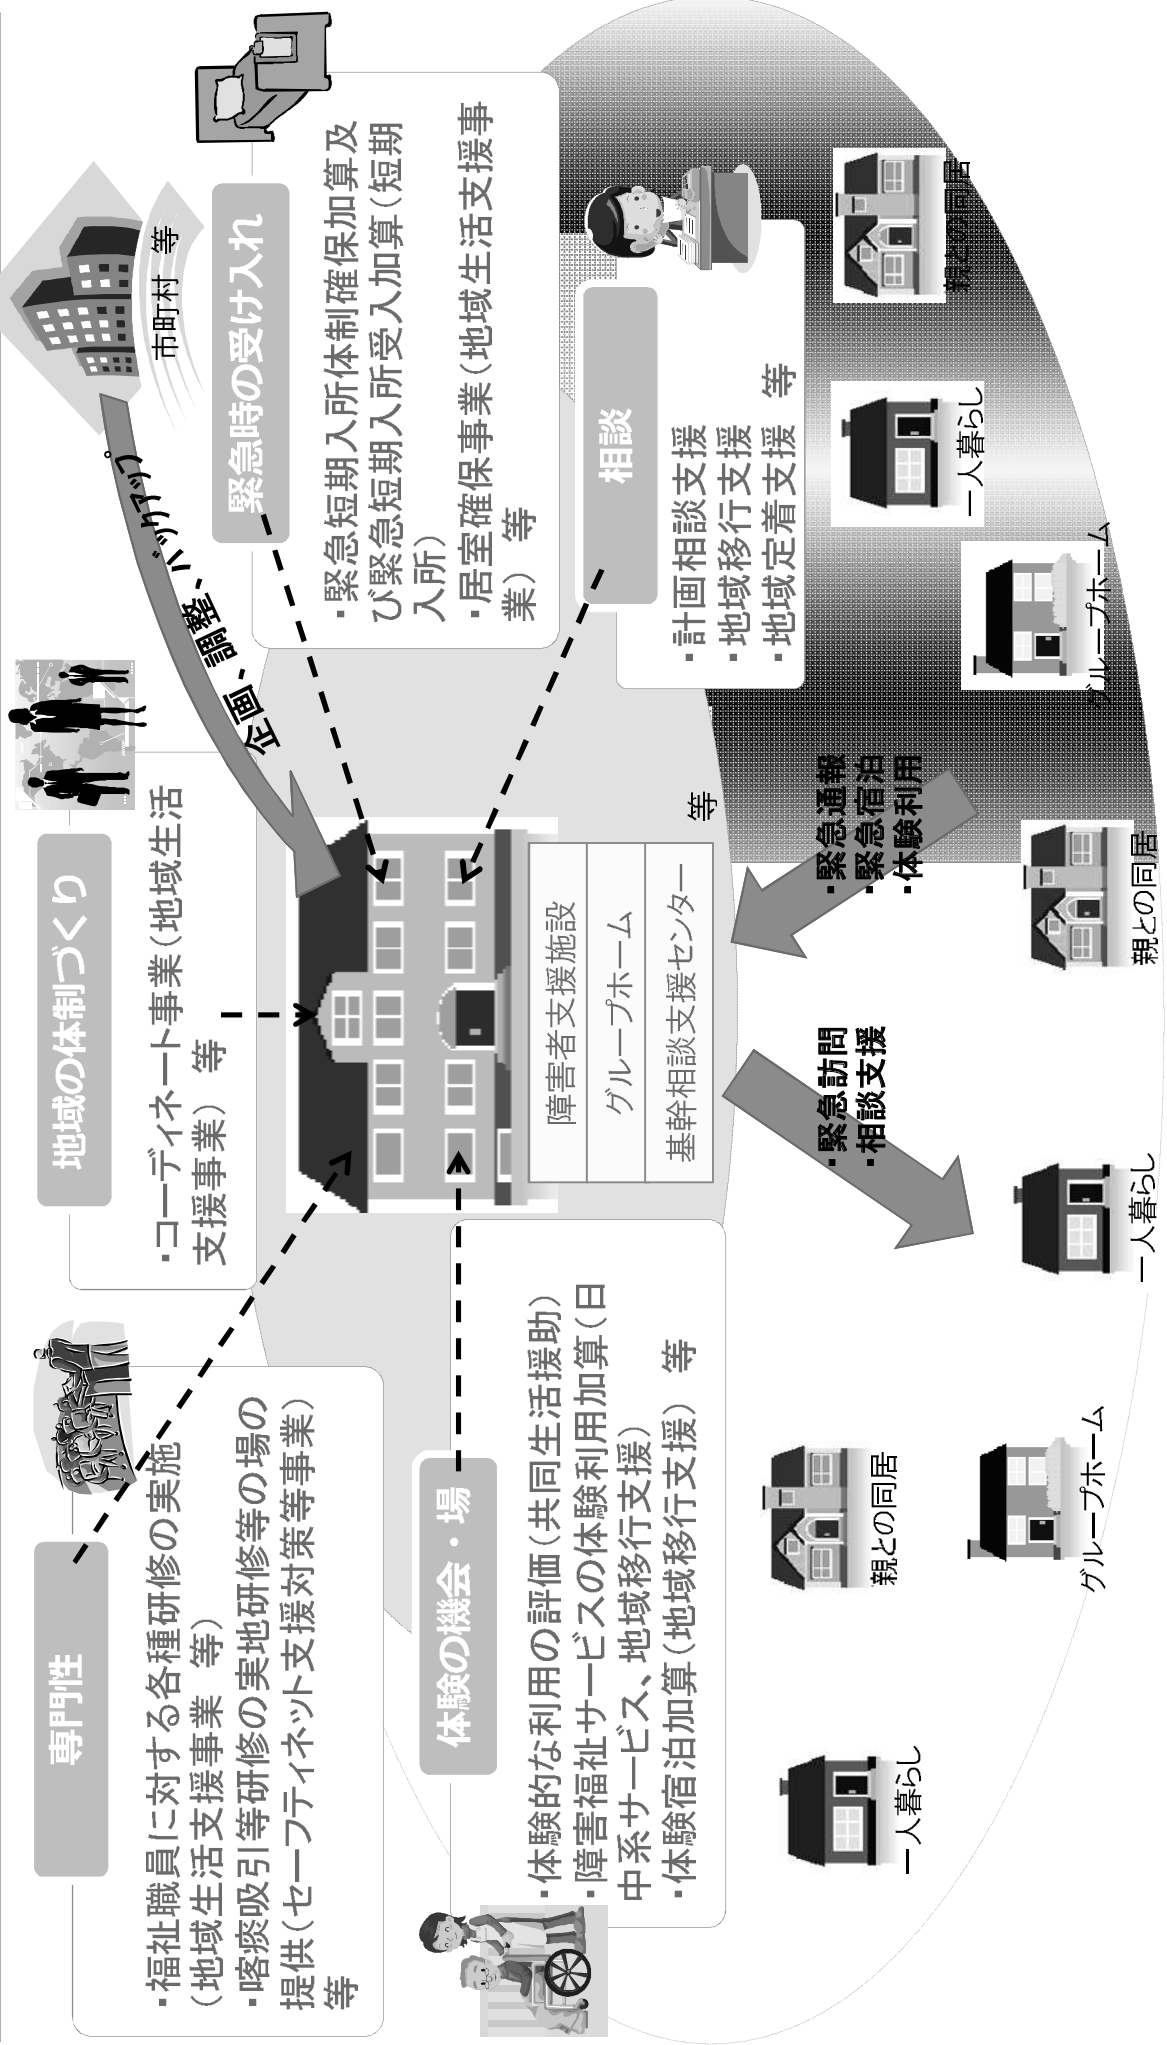 専門性
・福祉職員に対する各種研修の実施
（地域生活支援事業　等）
・喀痰吸引等研修の実地研修等の場の
提供（セーフティネット支援対策等事業）
等
地域の体制づくり
・コーディネート事業（地域生活
支援事業）　等
企画、調整、バックアップ
市町村　等
緊急時の受け入れ
・緊急短期入所体制確保加算及
び緊急短期入所受入加算（短期
入所）
・居室確保事業（地域生活支援事
業）　等
体験の機会・場
・体験的な利用の評価（共同生活援助）
・障害福祉サービスの体験利用加算（日
中系サービス、地域移行支援）
・体験宿泊加算（地域移行支援）　等
障害者支援施設
グループホーム
基幹相談支援センター
等
相談
・計画相談支援
・地域移行支援
・地域定着支援　等
・緊急訪問
・相談支援
・緊急通報
・緊急宿泊
・体験利用
一人暮らし
親との同居
グループホーム
一人暮らし
親との同居
グループホーム
一人暮らし
親との同居